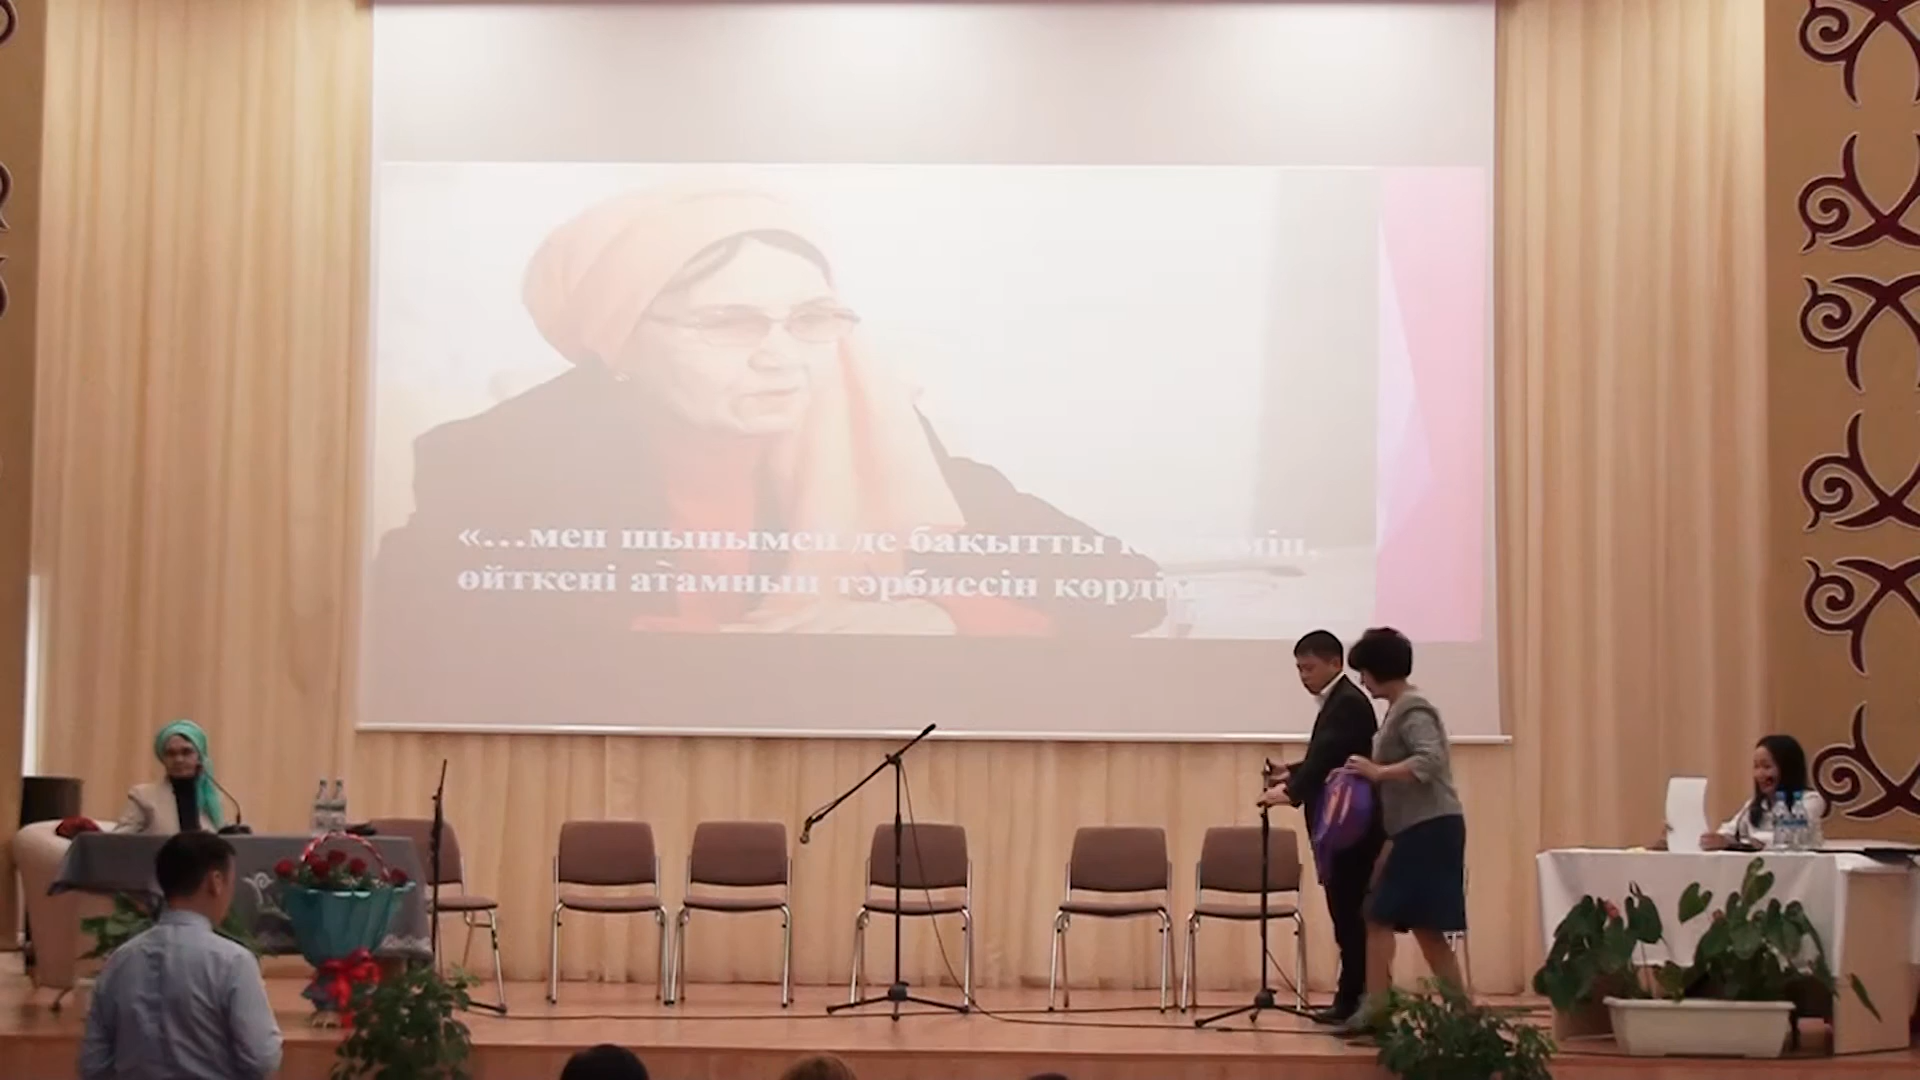 «…мен шынымен де бақытты
өйткені атамның тәрбиесін көрдім